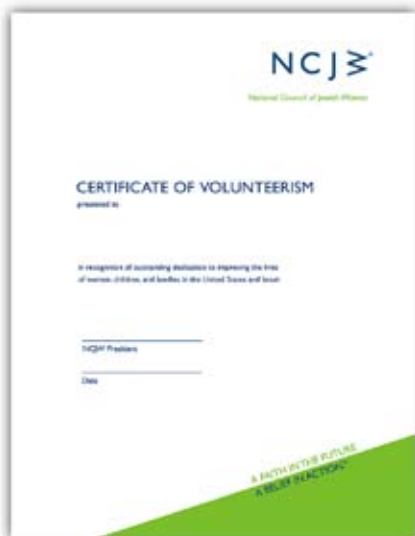 NCJW®
National Council of Jewish Women
CERTIFICATE OF VOLUNTEERISM
presented to
in recognition of outstanding dedication to improving the lives
of women, children, and families in the United States and Israel
NCJW President
Date
A FAITH IN THE FUTURE
A BELIEF IN ACTION®